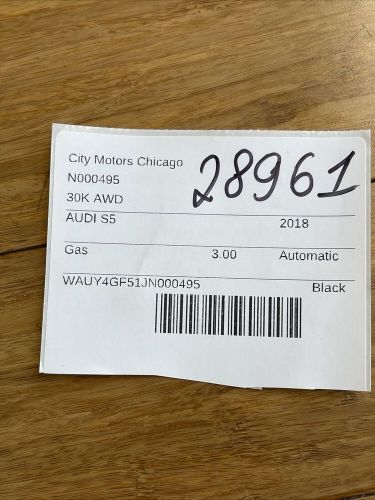 City Motors Chicago
28961
N000495
30K AWD
AUDI S5 2018
Gas 3.00 Automatic
WAUY4GF51JN000495 Black